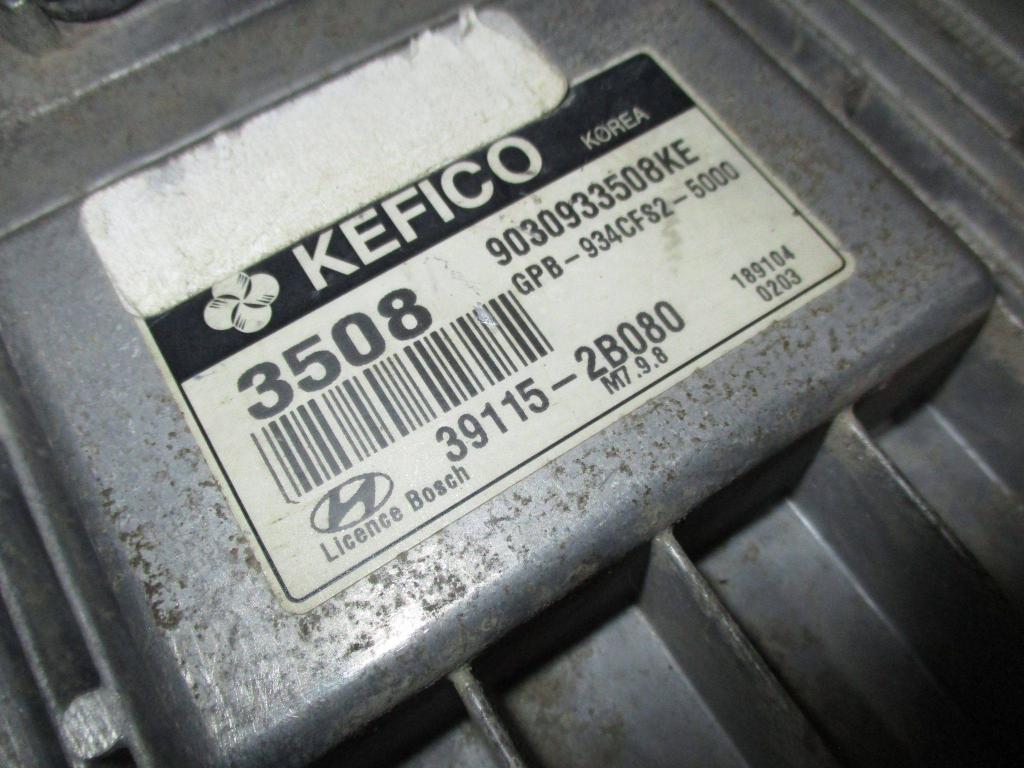 KEFICO KOREA
3508
9030933508KE
GPB-934CFS2-5000
189104
0203
39115-2B080
M7.9.8
Licence Bosch